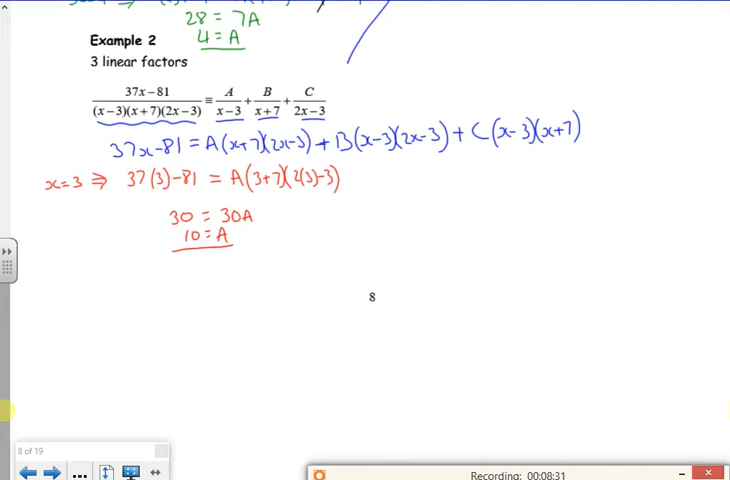 28 = 7A
4 = A
Example 2
3 linear factors
37x−81 / (x−3)(x+7)(2x−3) ≡ A / x−3 + B / x+7 + C / 2x−3
37x−81 = A(x+7)(2x−3) + B(x−3)(2x−3) + C(x−3)(x+7)
x=3 ⇒ 37(3)−81 = A(3+7)(2(3)−3)
30 = 30A
10 = A
8
8 of 19
Recording: 00:08:31